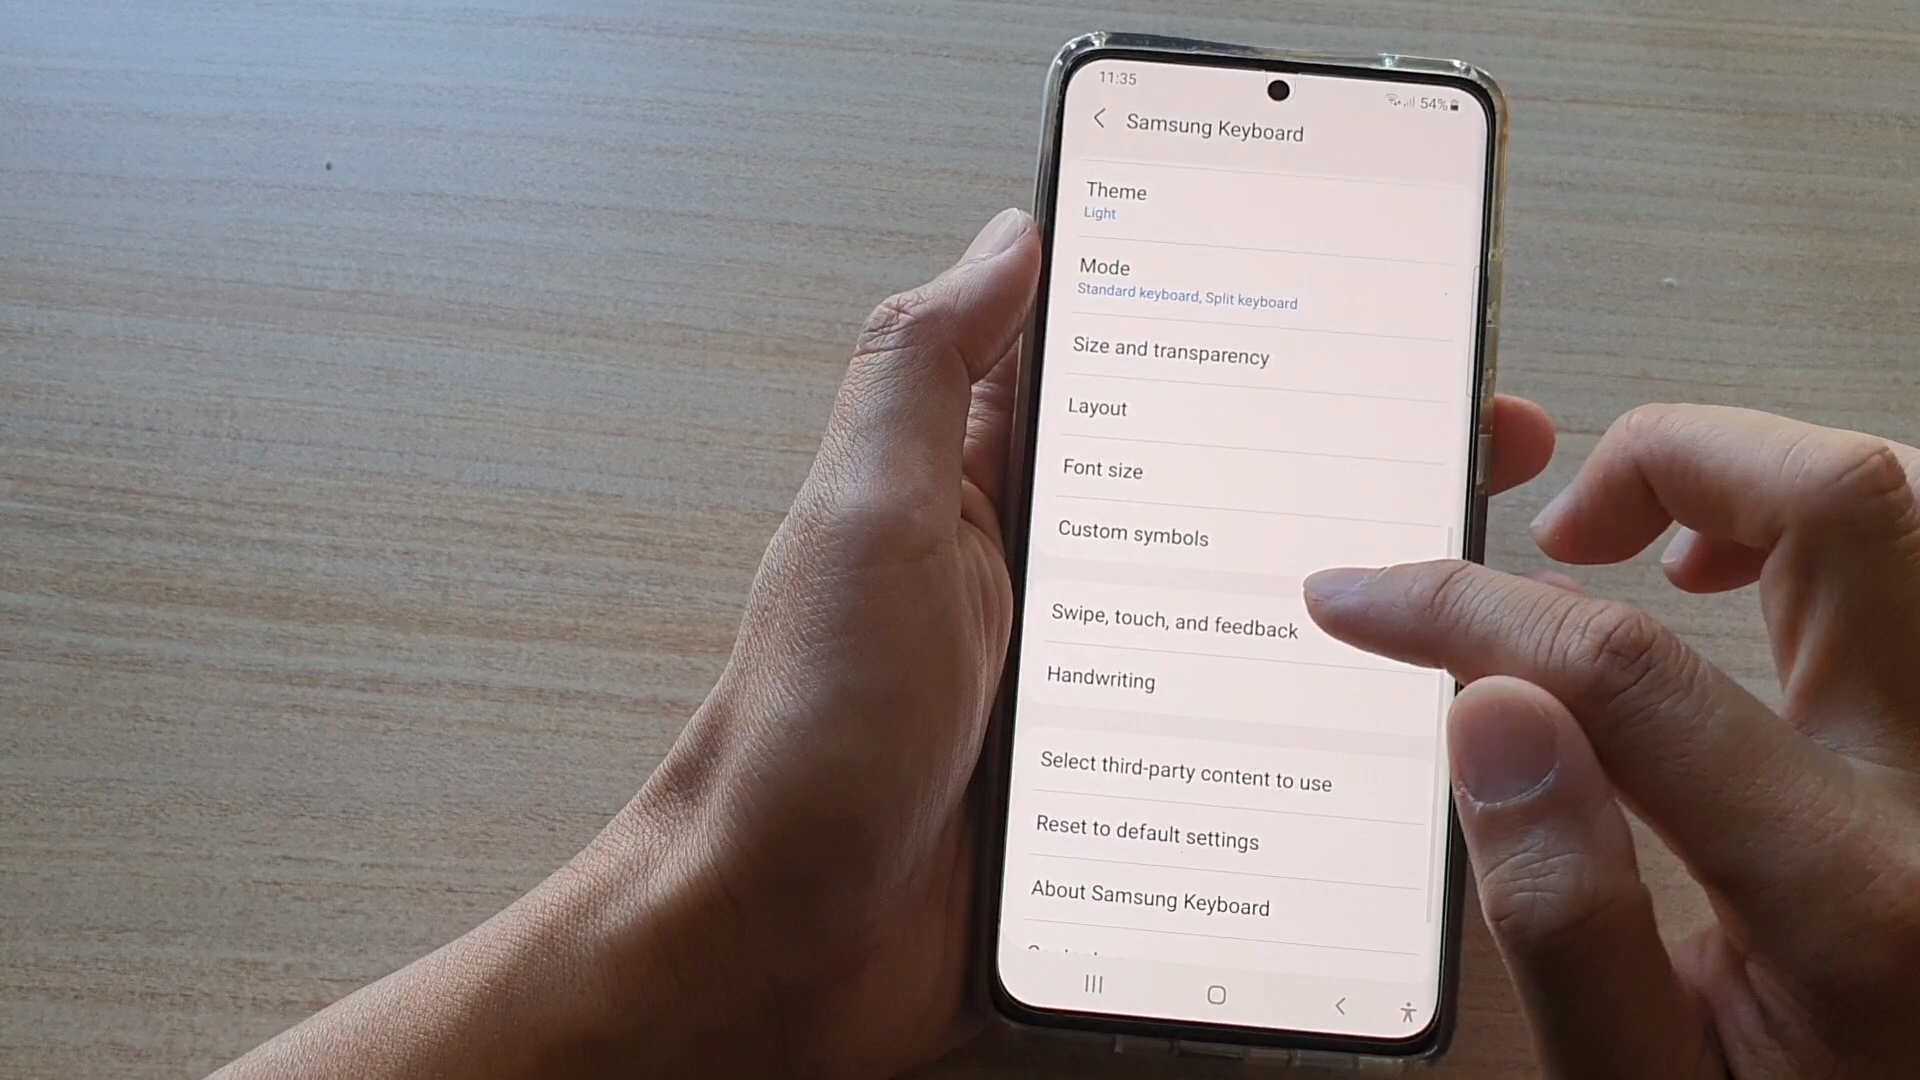 11:35
54%
Samsung Keyboard
Theme
Light
Mode
Standard keyboard, Split keyboard
Size and transparency
Layout
Font size
Custom symbols
Swipe, touch, and feedback
Handwriting
Select third-party content to use
Reset to default settings
About Samsung Keyboard